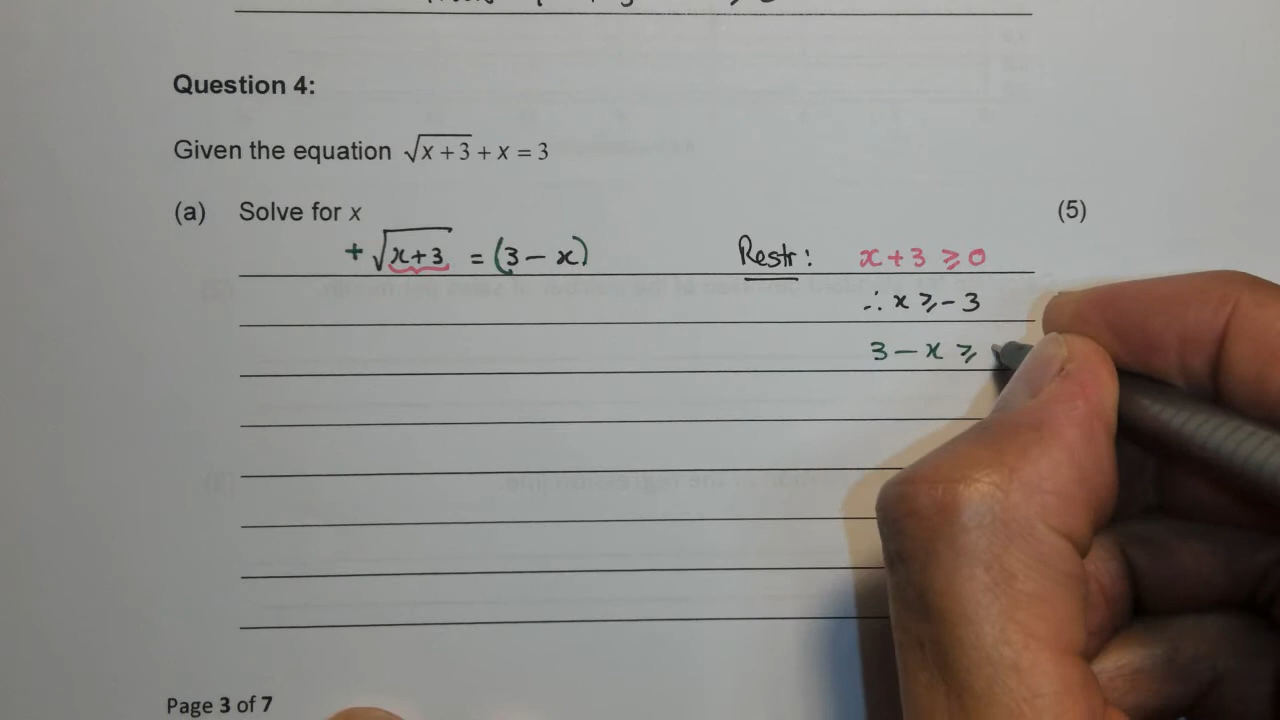 Question 4:
Given the equation √(x + 3) + x = 3
(a) Solve for x (5)
+√(x+3) = (3 − x) Restr: x + 3 ⩾ 0
∴ x ⩾ −3
3 − x ⩾
Page 3 of 7